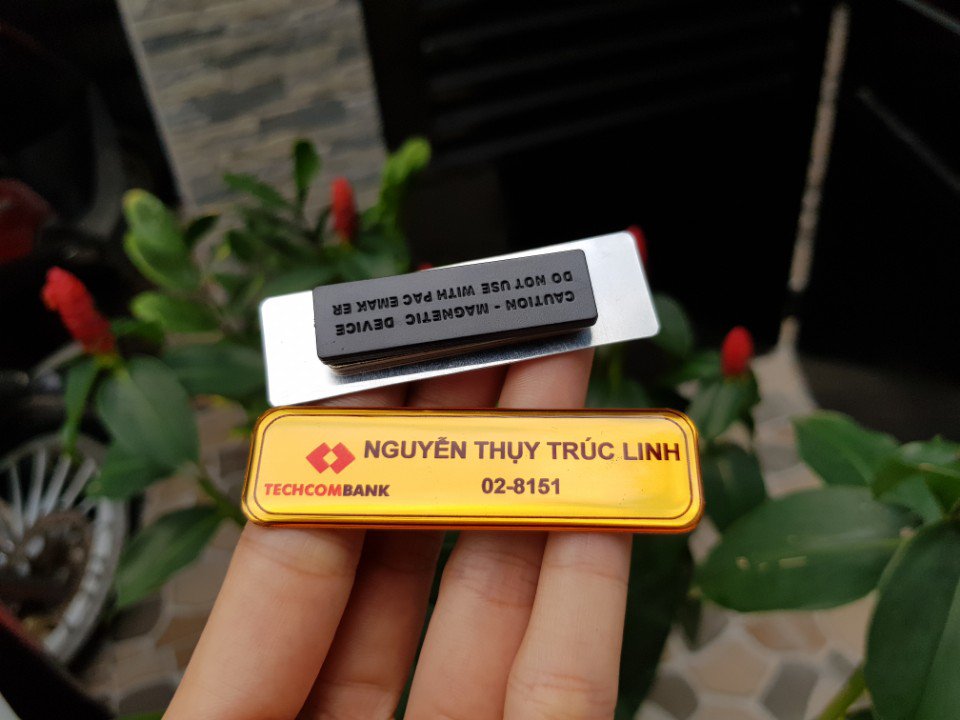 CAUTION - MAGNETIC DEVICE
DO NOT USE WITH PAC EMAK ER
NGUYỄN THỤY TRÚC LINH
TECHCOMBANK
02-8151